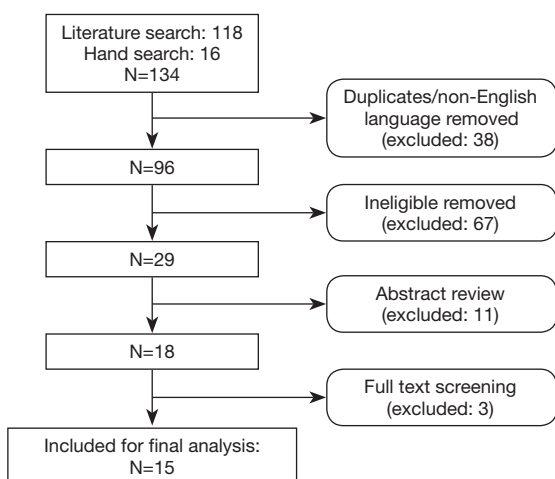 Literature search: 118
Hand search: 16
N=134
Duplicates/non-English
language removed
(excluded: 38)
N=96
Ineligible removed
(excluded: 67)
N=29
Abstract review
(excluded: 11)
N=18
Full text screening
(excluded: 3)
Included for final analysis:
N=15